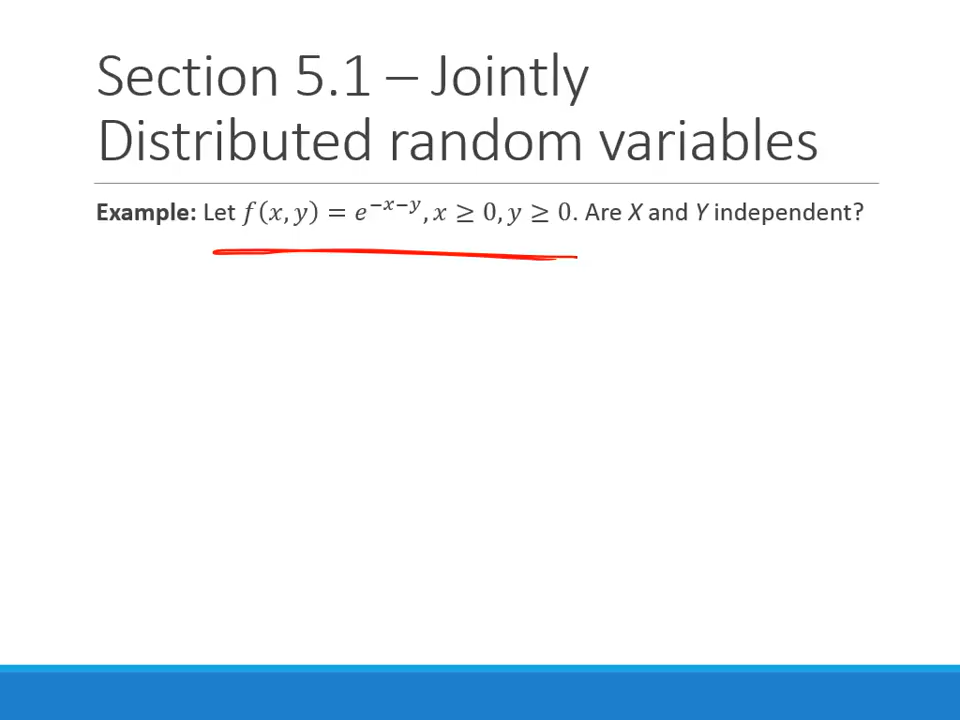 Section 5.1 – Jointly
Distributed random variables
Example: Let f(x, y) = e^{−x−y}, x ≥ 0, y ≥ 0. Are X and Y independent?